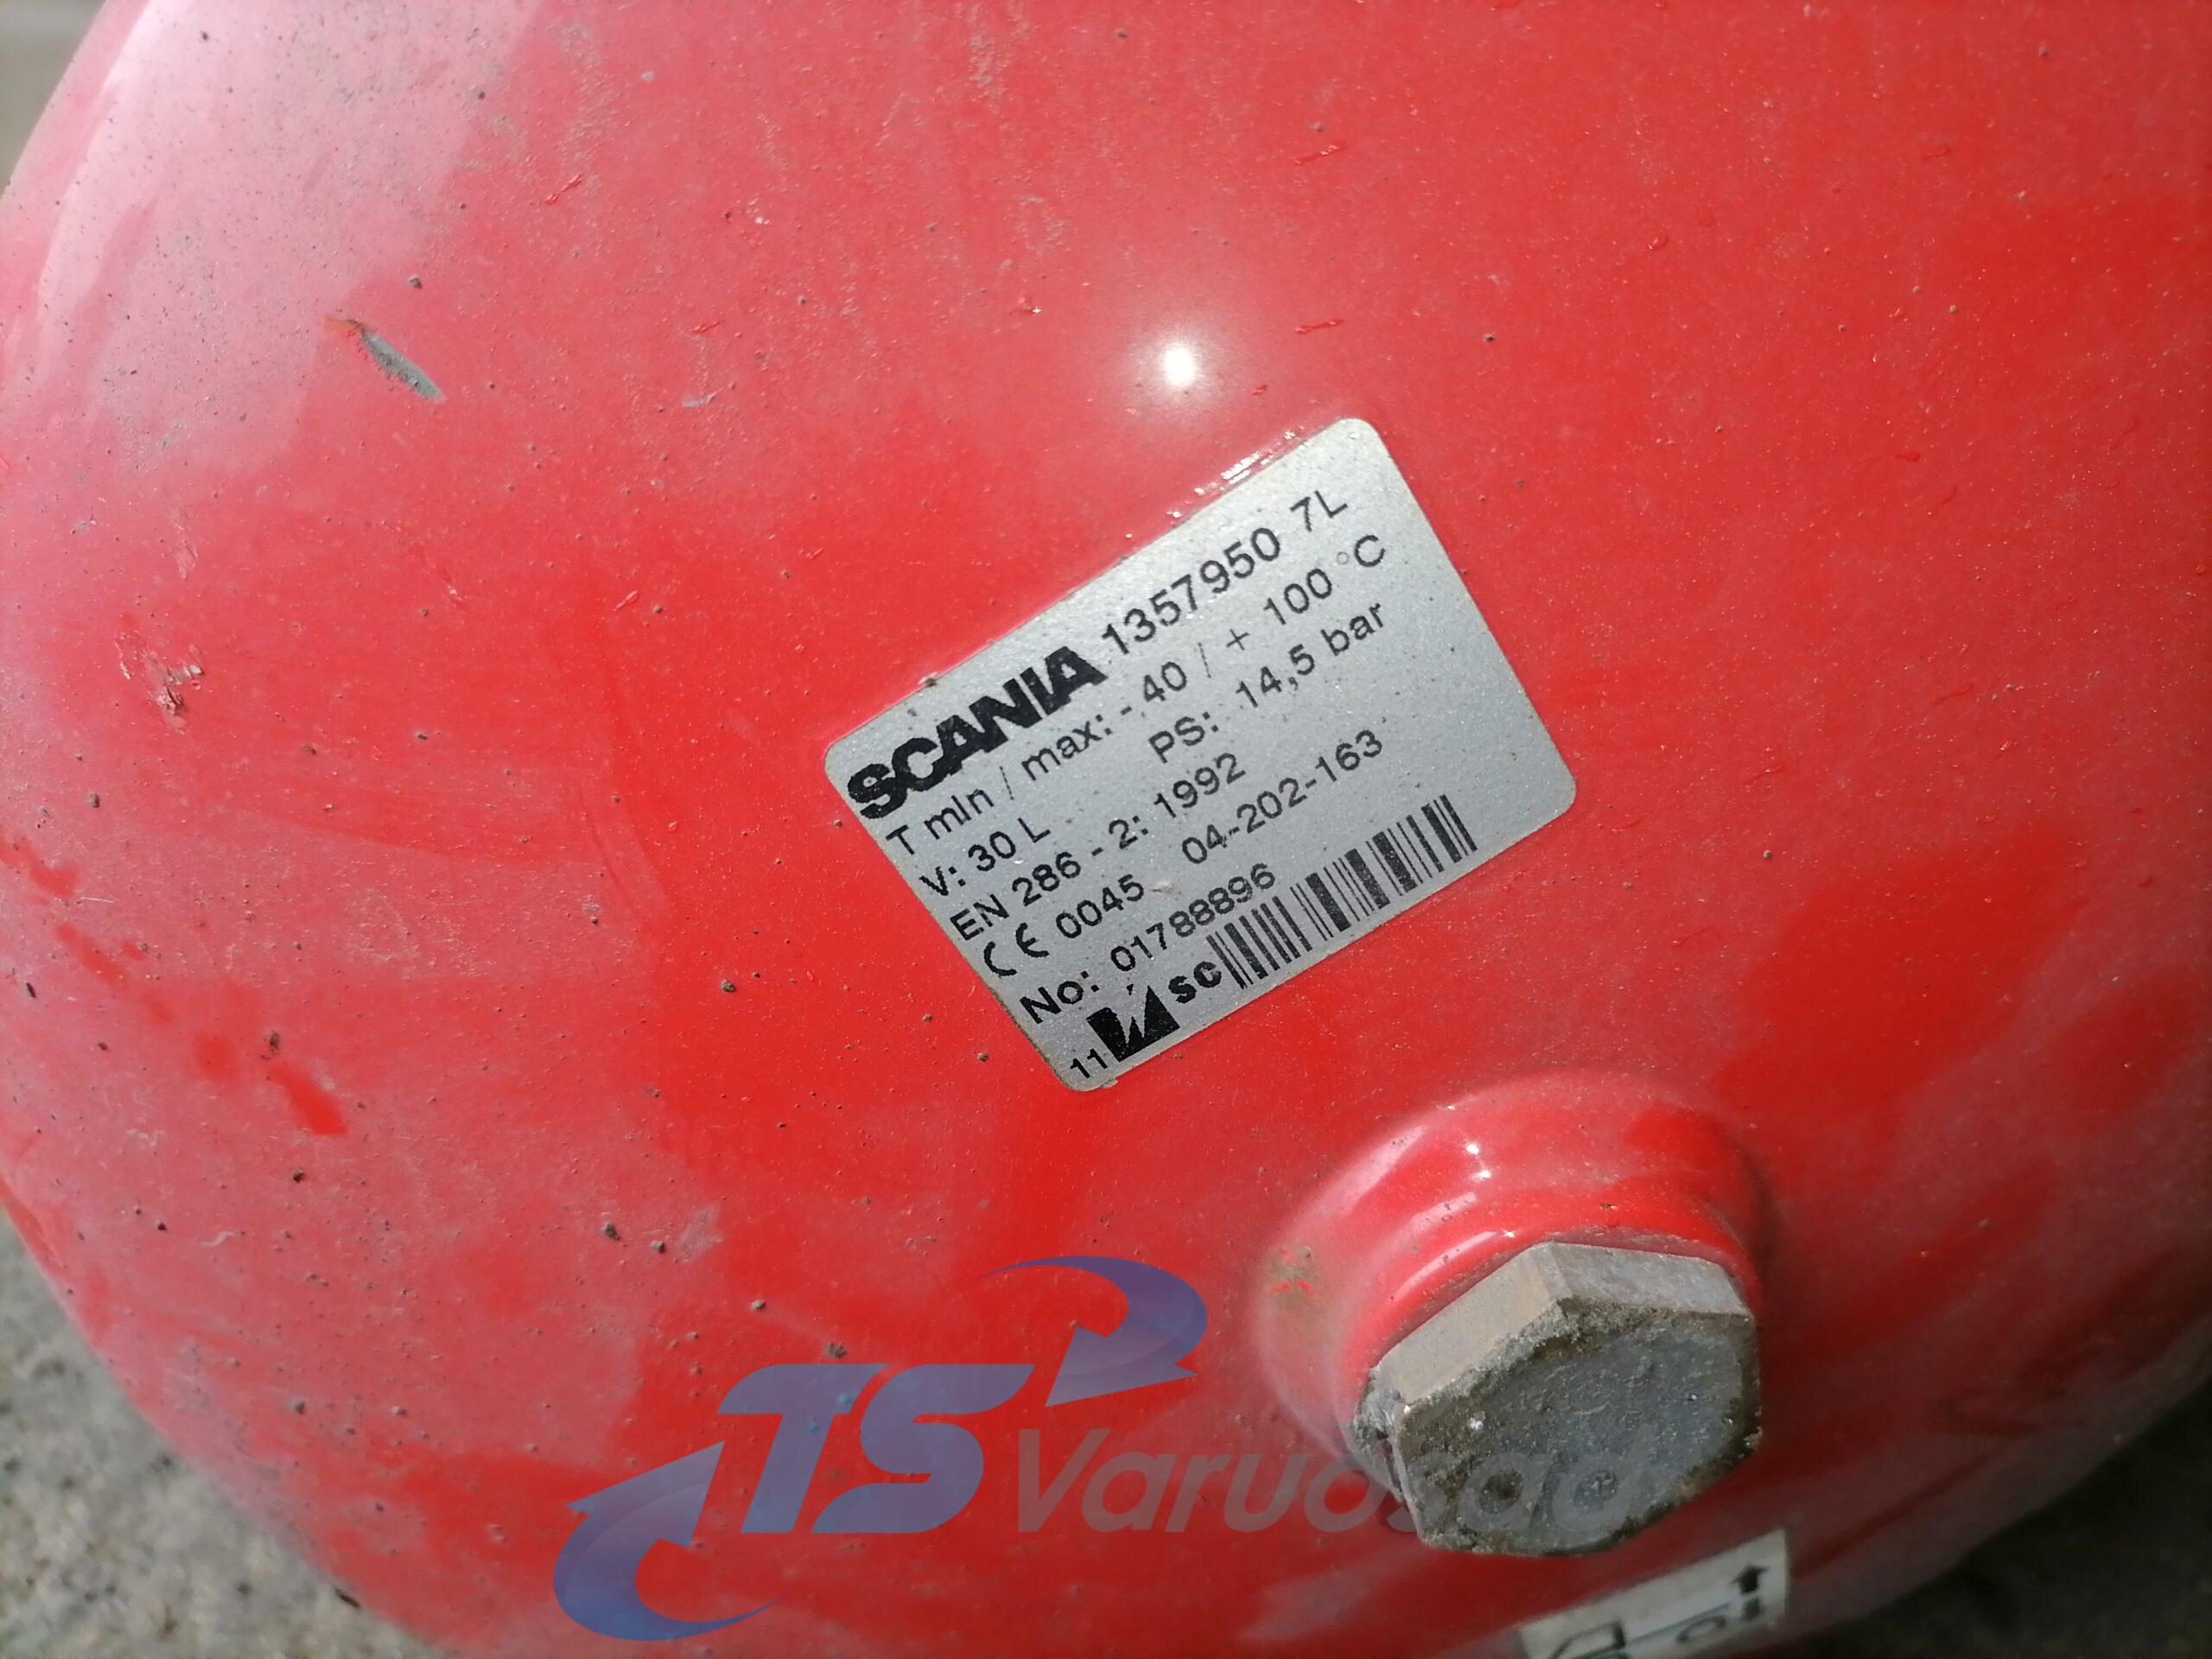 SCANIA 1357950 7L
T min / max: - 40 / + 100 °C
V: 30 L PS: 14,5 bar
EN 286 - 2: 1992
CE 0045 04-202-163
No: 01788896
11 SC
TS Varuosad